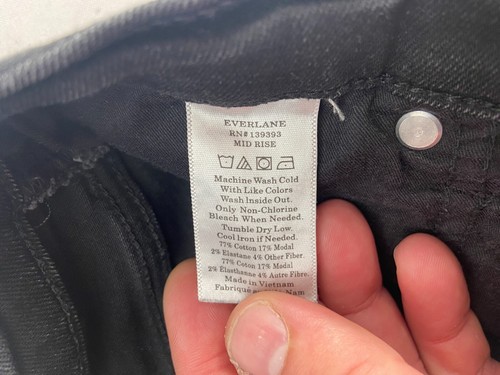 EVERLANE
RN# 139393
MID RISE
Machine Wash Cold
With Like Colors
Wash Inside Out.
Only Non-Chlorine
Bleach When Needed.
Tumble Dry Low.
Cool Iron if Needed.
77% Cotton 17% Modal
2% Elastane 4% Other Fiber.
77% Coton 17% Modal
2% Elasthanne 4% Autre Fibre.
Made in Vietnam
Fabriqué Nam